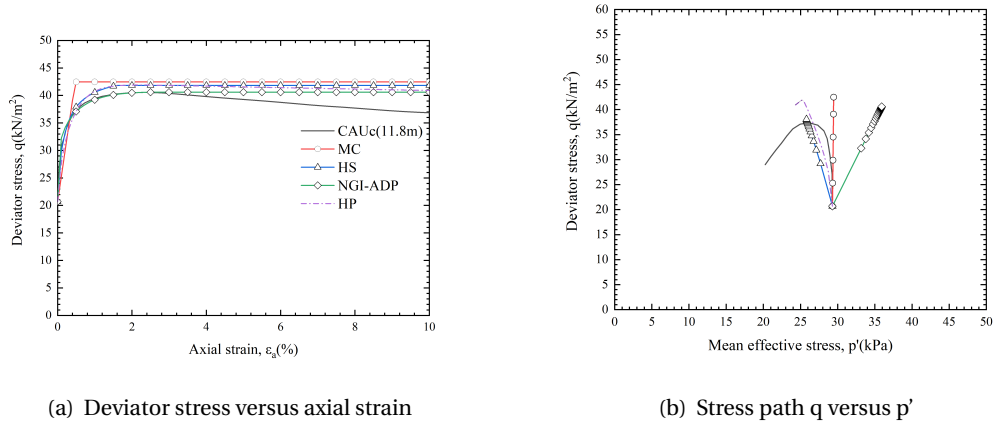 50
45
40
35
30
25
20
15
10
5
0
Deviator stress, q(kN/m²)
CAUc(11.8m)
MC
HS
NGI-ADP
HP
0 2 4 6 8 10
Axial strain, εa(%)
(a) Deviator stress versus axial strain
60
55
50
45
40
35
30
25
20
15
10
5
0
Deviator stress, q(kN/m²)
0 5 10 15 20 25 30 35 40 45 50
Mean effective stress, p'(kPa)
(b) Stress path q versus p’